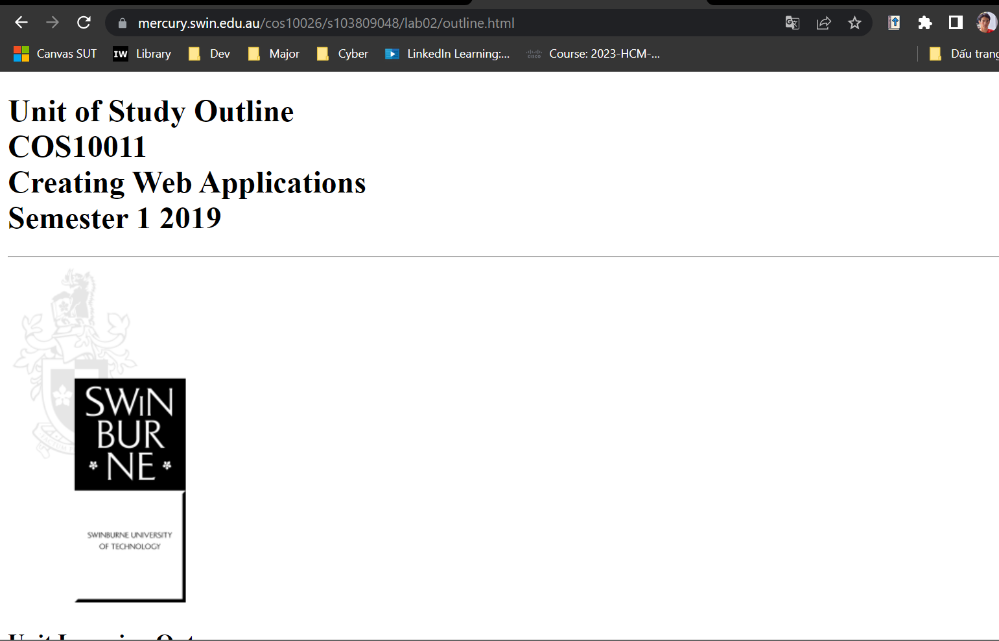 mercury.swin.edu.au/cos10026/s103809048/lab02/outline.html
Canvas SUT IW Library Dev Major Cyber LinkedIn Learning:... cisco Course: 2023-HCM-... Dấu trang
Unit of Study Outline
COS10011
Creating Web Applications
Semester 1 2019
SWiN
BUR
NE
SWINBURNE UNIVERSITY
OF TECHNOLOGY